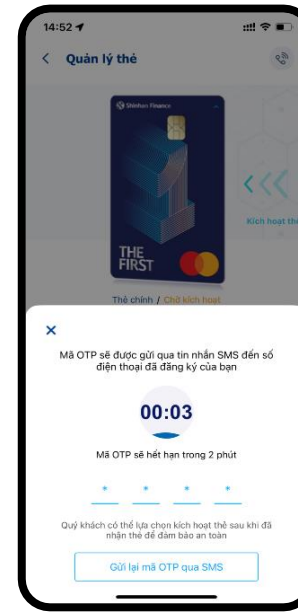 14:52
Quản lý thẻ
Shinhan Finance
Kích hoạt thẻ
THE
FIRST
Thẻ chính / Chờ kích hoạt
Mã OTP sẽ được gửi qua tin nhắn SMS đến số
điện thoại đã đăng ký của bạn
00:03
Mã OTP sẽ hết hạn trong 2 phút
* * * *
Quý khách có thể lựa chọn kích hoạt thẻ sau khi đã
nhận thẻ để đảm bảo an toàn
Gửi lại mã OTP qua SMS